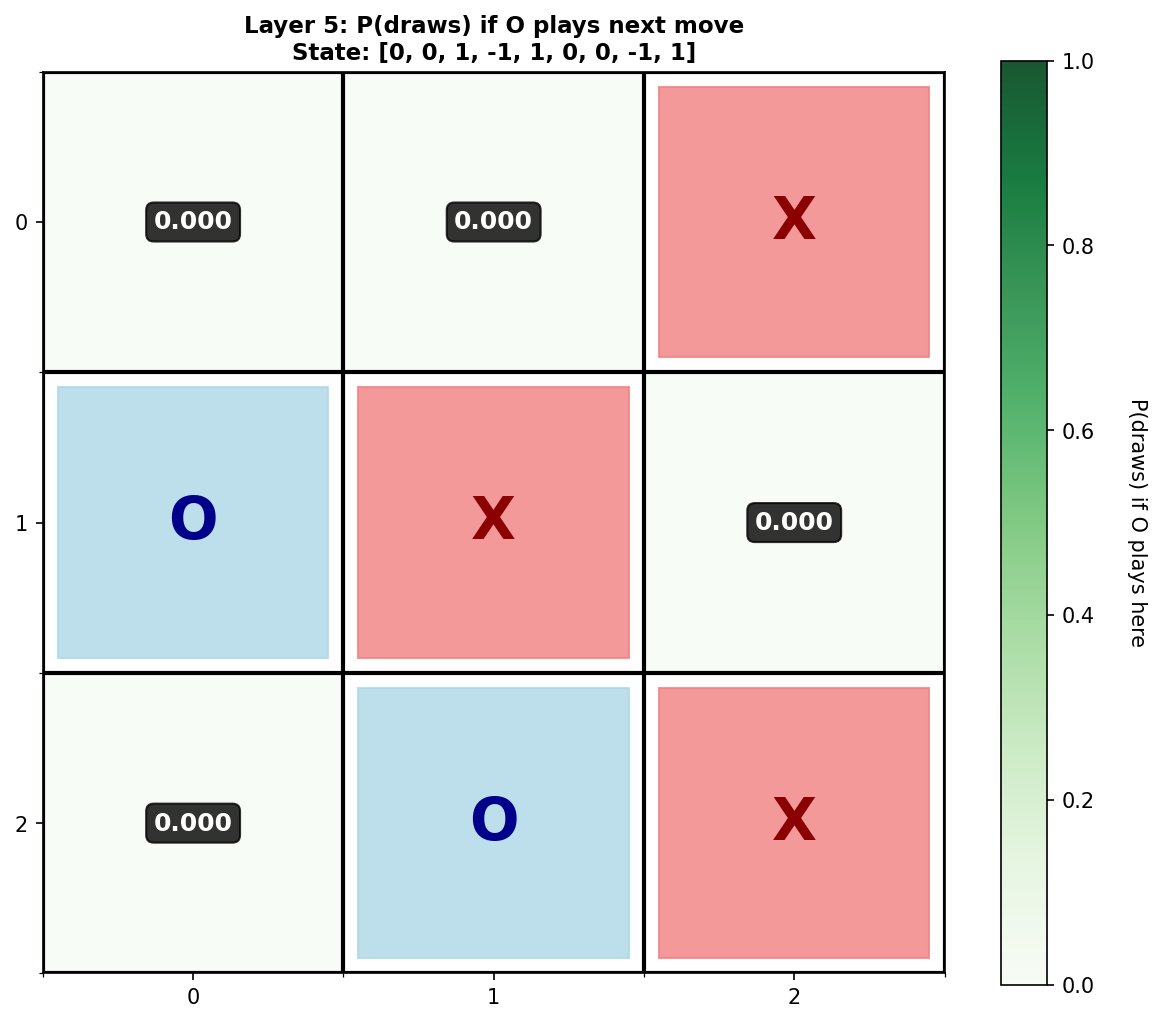 Layer 5: P(draws) if O plays next move
State: [0, 0, 1, -1, 1, 0, 0, -1, 1]
0
0.000
0.000
X
1
O
X
0.000
2
0.000
O
X
0
1
2
1.0
0.8
0.6
0.4
0.2
0.0
P(draws) if O plays here